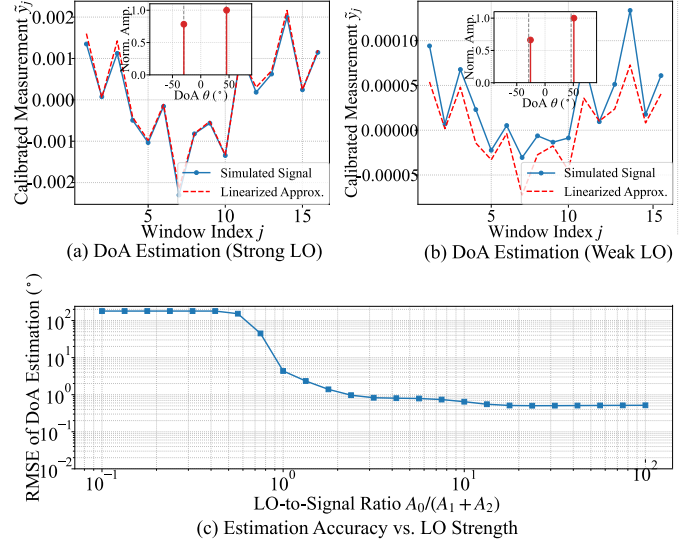 Calibrated Measurement ỹj
0.002
0.001
0.000
−0.001
−0.002
Norm. Amp.
1.0
0.5
0.0
−50 0 50
DoA θ (°)
Simulated Signal
Linearized Approx.
5 10 15
Window Index j
(a) DoA Estimation (Strong LO)
Calibrated Measurement ỹj
0.00010
0.00005
0.00000
−0.00005
Norm. Amp.
1.0
0.5
0.0
-50 0 50
DoA θ (°)
Simulated Signal
Linearized Approx.
5 10 15
Window Index j
(b) DoA Estimation (Weak LO)
RMSE of DoA Estimation (°)
10²
10¹
10⁰
10⁻¹
10⁻²
10⁻¹ 10⁰ 10¹
LO-to-Signal Ratio A₀/(A₁ + A₂)
(c) Estimation Accuracy vs. LO Strength